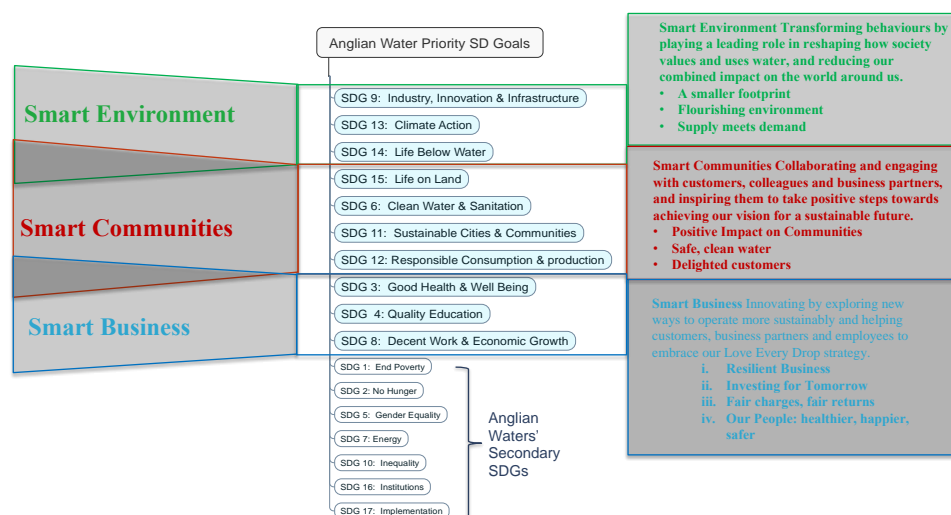 Anglian Water Priority SD Goals
Smart Environment
Smart Communities
Smart Business
SDG 9:  Industry, Innovation & Infrastructure
SDG 13:  Climate Action
SDG 14:  Life Below Water
SDG 15:  Life on Land
SDG 6:  Clean Water & Sanitation
SDG 11:  Sustainable Cities & Communities
SDG 12: Responsible Consumption & production
SDG 3:  Good Health & Well Being
SDG  4: Quality Education
SDG 8:  Decent Work & Economic Growth
SDG 1:  End Poverty
SDG 2: No Hunger
SDG 5:  Gender Equality
SDG 7: Energy
SDG 10:  Inequality
SDG 16:  Institutions
SDG 17:  Implementation
Anglian
Waters'
Secondary
SDGs
Smart Environment Transforming behaviours by
playing a leading role in reshaping how society
values and uses water, and reducing our
combined impact on the world around us.
• A smaller footprint
• Flourishing environment
• Supply meets demand
Smart Communities Collaborating and engaging
with customers, colleagues and business partners,
and inspiring them to take positive steps towards
achieving our vision for a sustainable future.
• Positive Impact on Communities
• Safe, clean water
• Delighted customers
Smart Business Innovating by exploring new
ways to operate more sustainably and helping
customers, business partners and employees to
embrace our Love Every Drop strategy.
i. Resilient Business
ii. Investing for Tomorrow
iii. Fair charges, fair returns
iv. Our People: healthier, happier,
safer